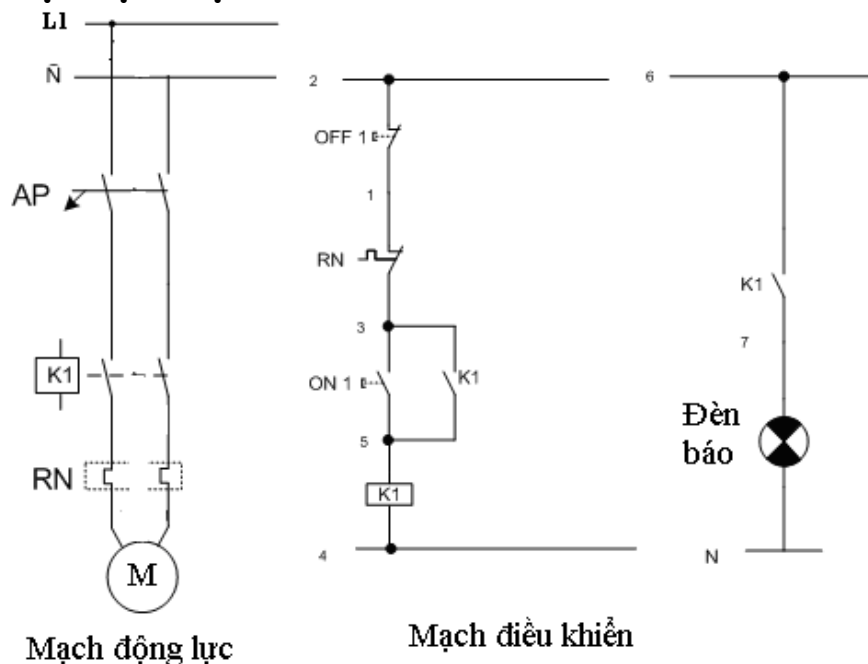 L1
Ñ
AP
K1
RN
M
Mạch động lực
2
OFF 1
1
RN
3
ON 1
K1
5
K1
4
Mạch điều khiển
6
K1
7
Đèn
báo
N